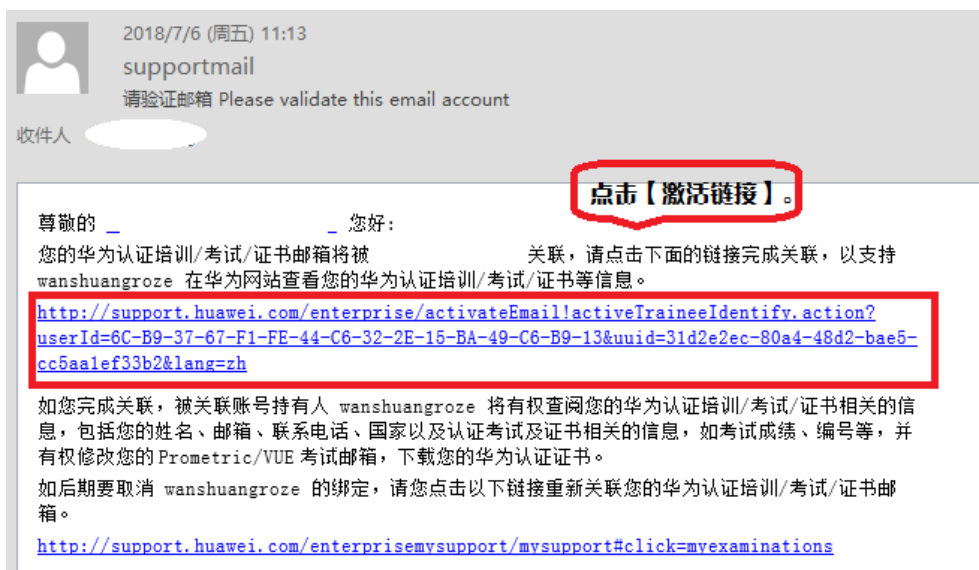 2018/7/6 (周五) 11:13
supportmail
请验证邮箱 Please validate this email account
收件人
点击【激活链接】。
尊敬的 _ _ 您好:
您的华为认证培训/考试/证书邮箱将被 关联，请点击下面的链接完成关联，以支持
wanshuangroze 在华为网站查看您的华为认证培训/考试/证书等信息。
http://support.huawei.com/enterprise/activateEmail!activeTraineeIdentify.action?
userId=6C-B9-37-67-F1-FE-44-C6-32-2E-15-BA-49-C6-B9-13&uuid=31d2e2ec-80a4-48d2-bae5-
cc5aa1ef33b2&lang=zh
如您完成关联，被关联账号持有人 wanshuangroze 将有权查阅您的华为认证培训/考试/证书相关的信
息，包括您的姓名、邮箱、联系电话、国家以及认证考试及证书相关的信息，如考试成绩、编号等，并
有权修改您的Prometric/VUE考试邮箱，下载您的华为认证证书。
如后期要取消 wanshuangroze 的绑定，请您点击以下链接重新关联您的华为认证培训/考试/证书邮
箱。
http://support.huawei.com/enterprisemysupport/mysupport#click=myexaminations